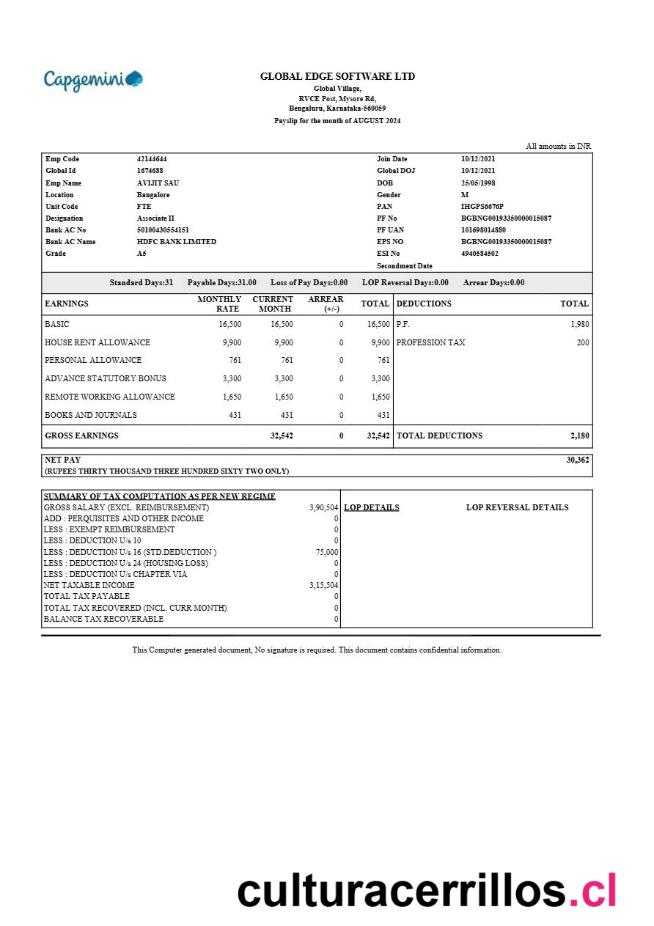 Capgemini
GLOBAL EDGE SOFTWARE LTD
Global Village,
RVCE Post, Mysore Rd,
Bengaluru, Karnataka-560059
Payslip for the month of AUGUST 2024
All amounts in INR
Emp Code 42144644 Join Date 10/12/2021
Global Id 1674688 Global DOJ 10/12/2021
Emp Name AVIJIT SAU DOB 25/05/1998
Location Bangalore Gender M
Unit Code FTE PAN IHGPS6676P
Designation Associate II PF No BGBNG00193350000015087
Bank AC No 50100430554151 PF UAN 101698014880
Bank AC Name HDFC BANK LIMITED EPS NO BGBNG00193350000015087
Grade A5 ESI No 4940584502
Secondment Date
Standard Days:31 Payable Days:31.00 Loss of Pay Days:0.00 LOP Reversal Days:0.00 Arrear Days:0.00
EARNINGS MONTHLY RATE CURRENT MONTH ARREAR (+/-) TOTAL DEDUCTIONS TOTAL
BASIC 16,500 16,500 0 16,500 P.F. 1,980
HOUSE RENT ALLOWANCE 9,900 9,900 0 9,900 PROFESSION TAX 200
PERSONAL ALLOWANCE 761 761 0 761
ADVANCE STATUTORY BONUS 3,300 3,300 0 3,300
REMOTE WORKING ALLOWANCE 1,650 1,650 0 1,650
BOOKS AND JOURNALS 431 431 0 431
GROSS EARNINGS 32,542 0 32,542 TOTAL DEDUCTIONS 2,180
NET PAY 30,362
(RUPEES THIRTY THOUSAND THREE HUNDRED SIXTY TWO ONLY)
SUMMARY OF TAX COMPUTATION AS PER NEW REGIME
GROSS SALARY (EXCL. REIMBURSEMENT) 3,90,504 LOP DETAILS LOP REVERSAL DETAILS
ADD : PERQUISITES AND OTHER INCOME 0
LESS : EXEMPT REIMBURSEMENT 0
LESS : DEDUCTION U/s 10 0
LESS : DEDUCTION U/s 16 (STD.DEDUCTION ) 75,000
LESS : DEDUCTION U/s 24 (HOUSING LOSS) 0
LESS : DEDUCTION U/s CHAPTER VIA 0
NET TAXABLE INCOME 3,15,504
TOTAL TAX PAYABLE 0
TOTAL TAX RECOVERED (INCL. CURR MONTH) 0
BALANCE TAX RECOVERABLE 0
This Computer generated document, No signature is required. This document contains confidential information.
culturacerrillos.cl